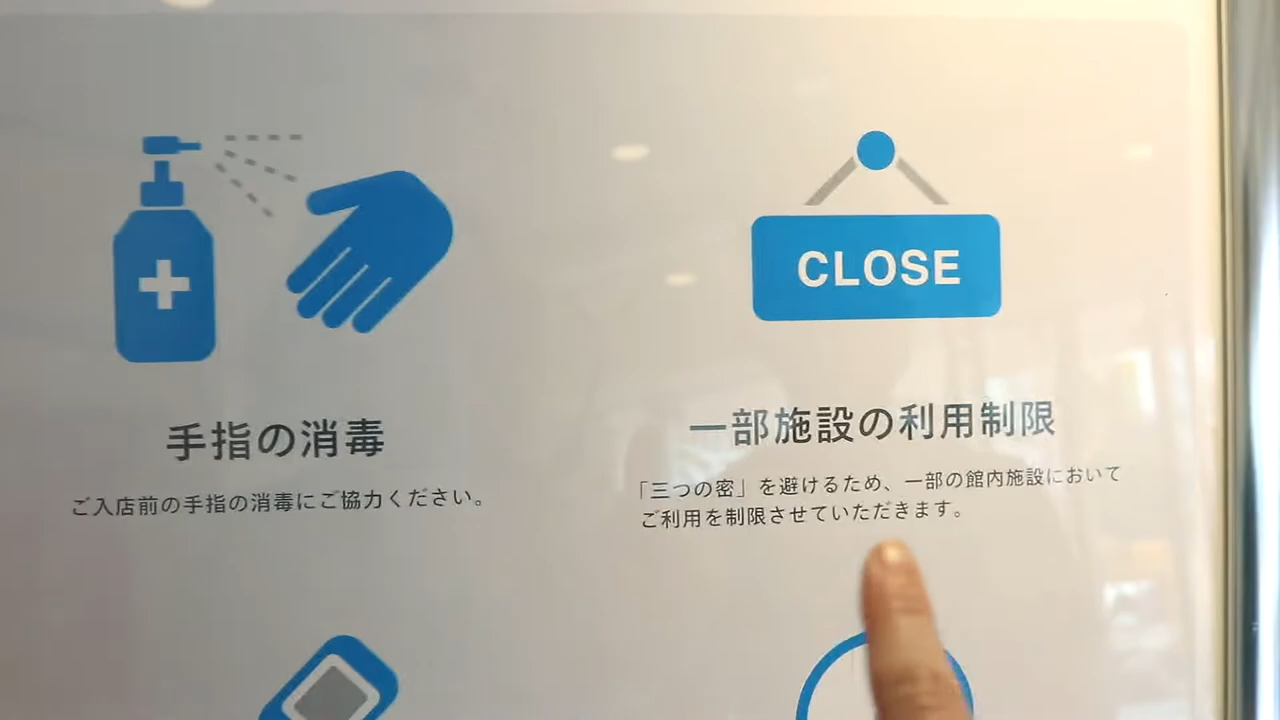 手指の消毒
ご入店前の手指の消毒にご協力ください。
CLOSE
一部施設の利用制限
「三つの密」を避けるため、一部の館内施設において
ご利用を制限させていただきます。